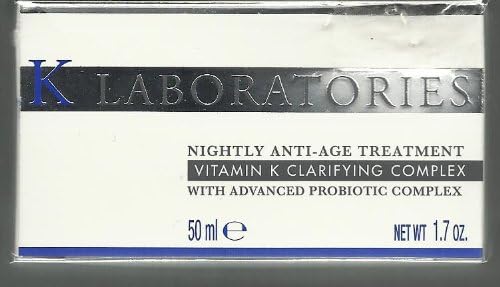 K LABORATORIES
NIGHTLY ANTI-AGE TREATMENT
VITAMIN K CLARIFYING COMPLEX
WITH ADVANCED PROBIOTIC COMPLEX
50 ml ℮ NET WT 1.7 OZ.